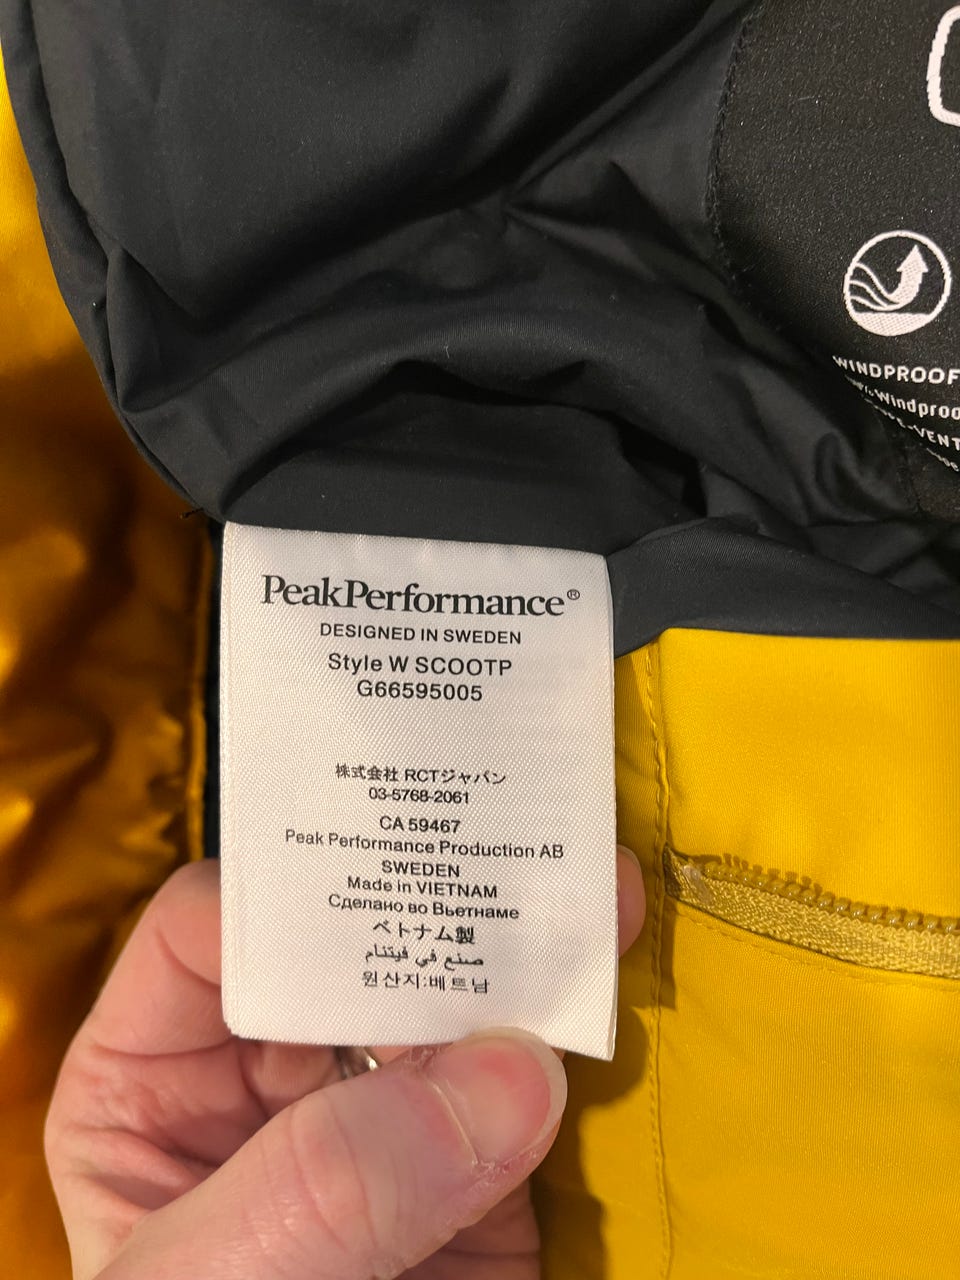 WINDPROOF
Windproo
E-VENT
PeakPerformance®
DESIGNED IN SWEDEN
Style W SCOOTP
G66595005
株式会社 RCTジャパン
03-5768-2061
CA 59467
Peak Performance Production AB
SWEDEN
Made in VIETNAM
Сделано во Вьетнаме
ベトナム製
صنع في فيتنام
원산지:베트남